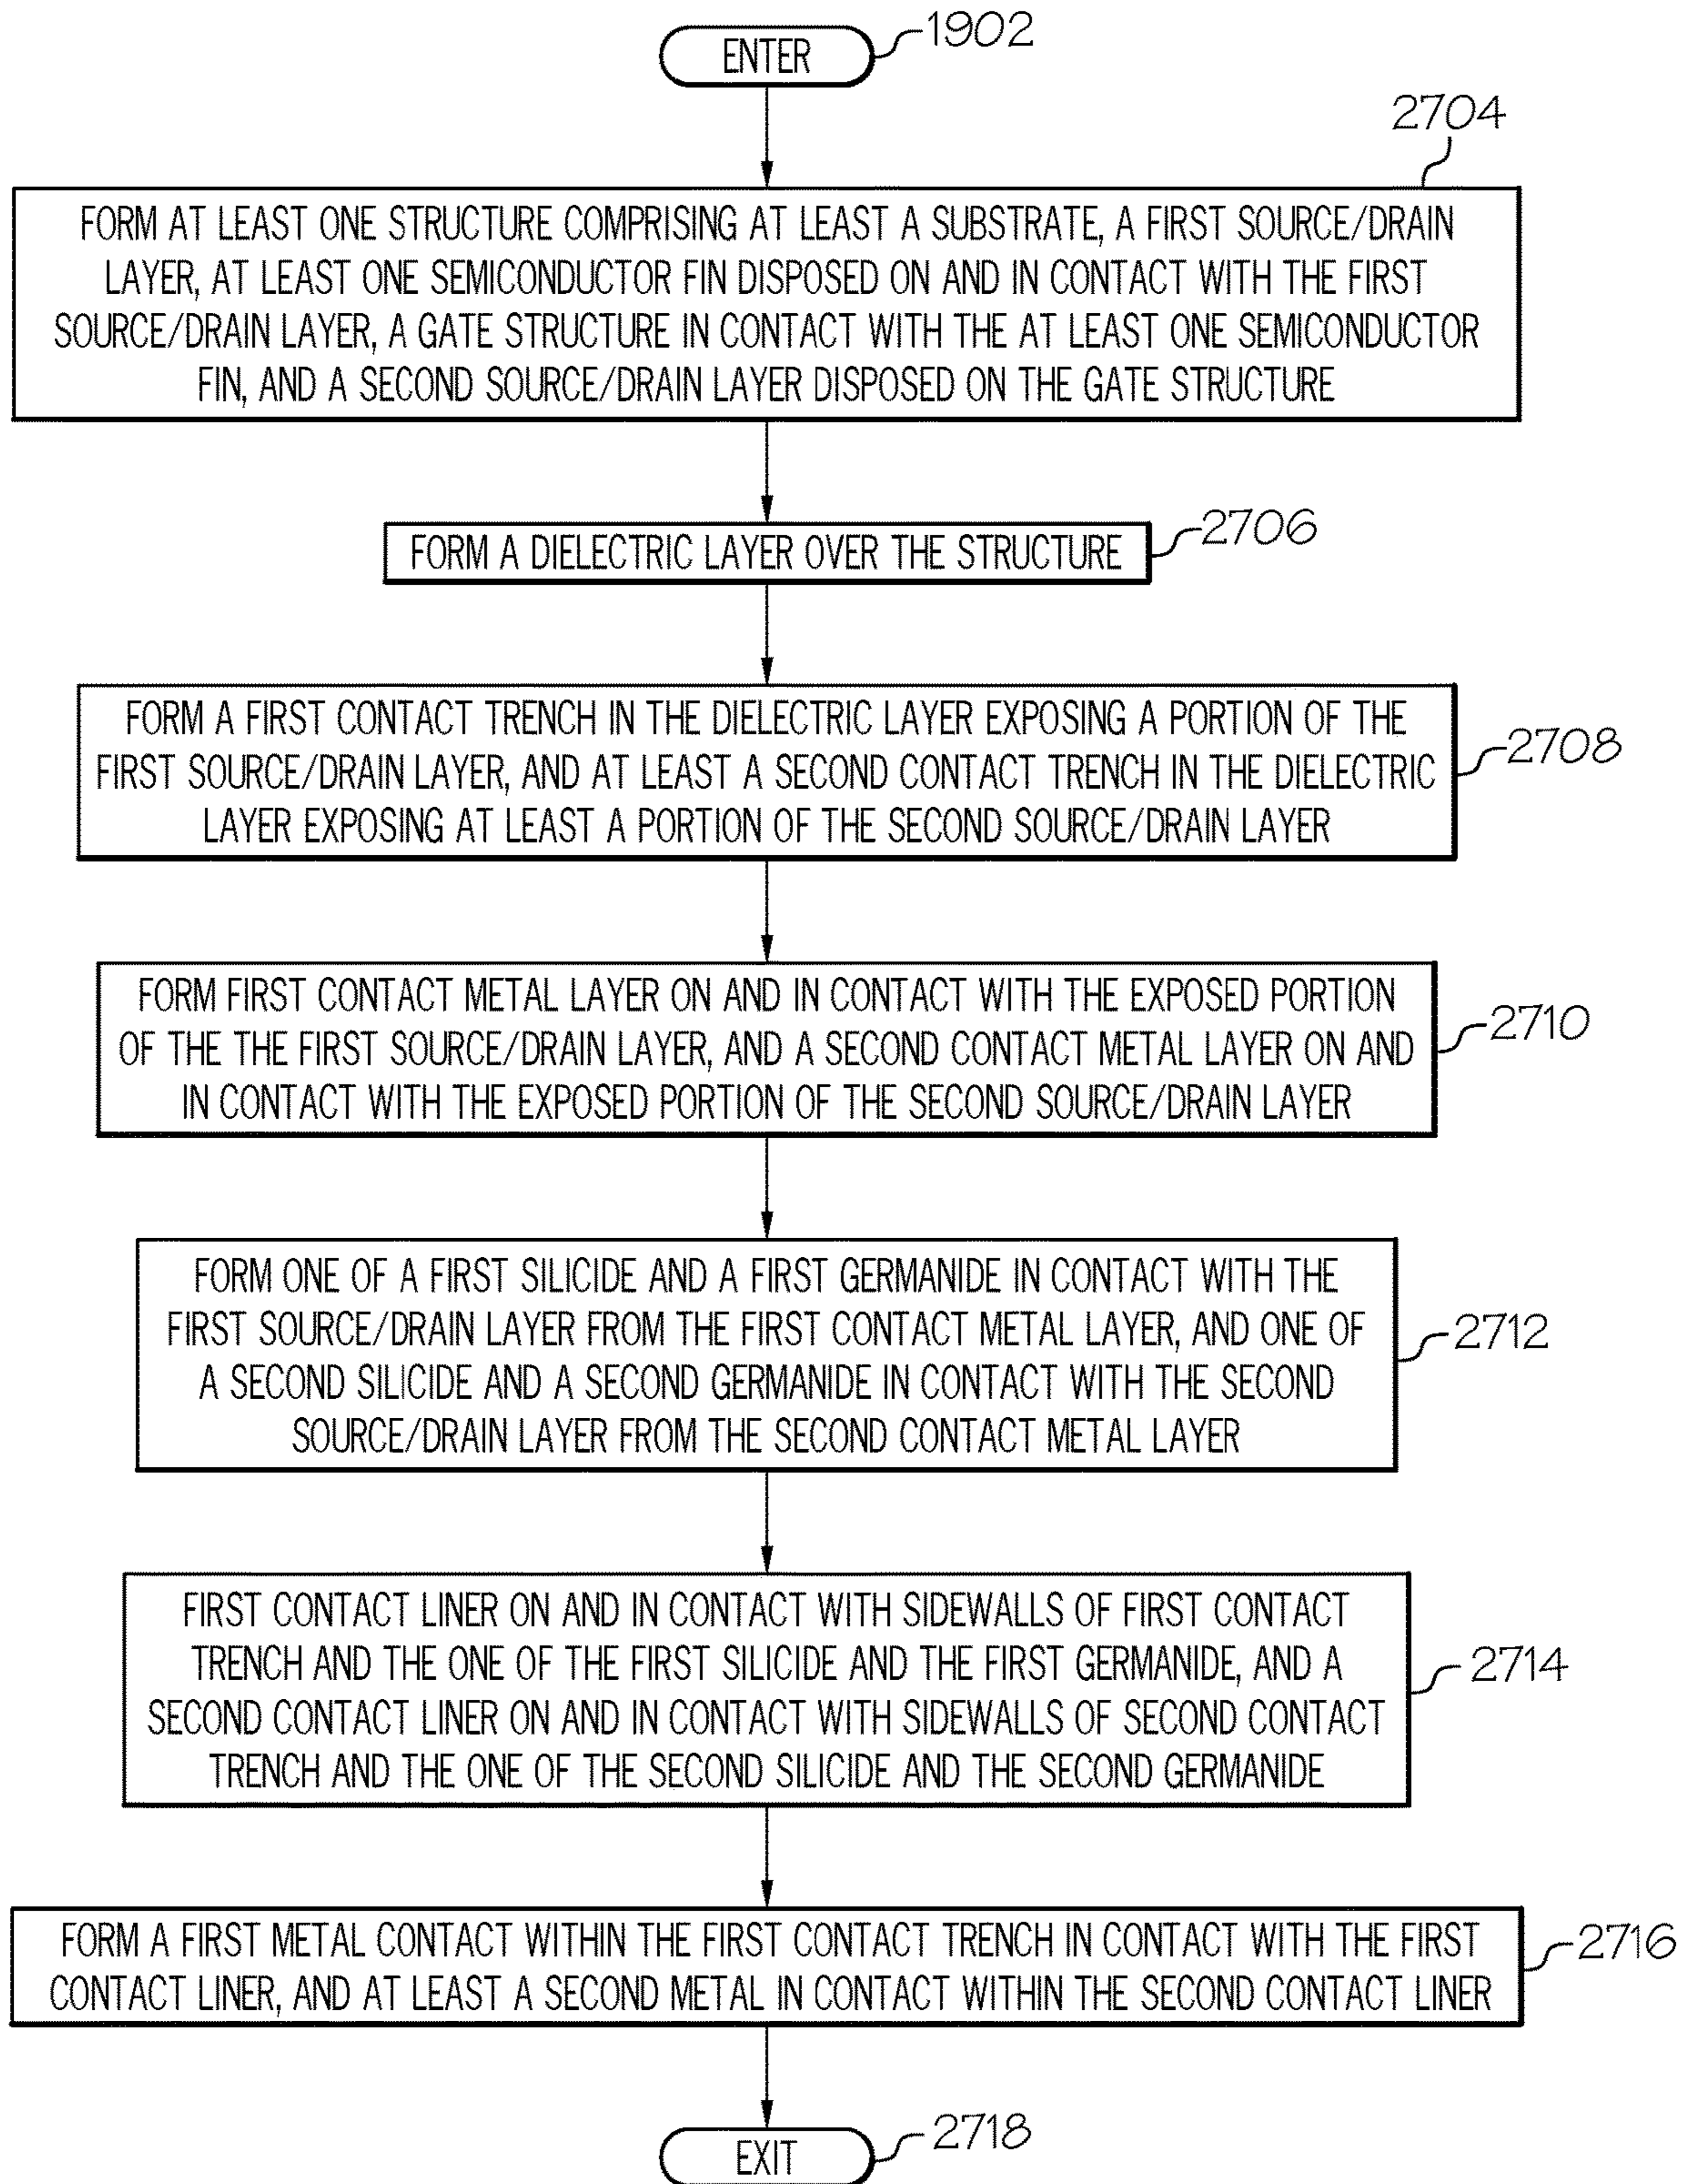 ENTER
1902
2704
FORM AT LEAST ONE STRUCTURE COMPRISING AT LEAST A SUBSTRATE, A FIRST SOURCE/DRAIN
LAYER, AT LEAST ONE SEMICONDUCTOR FIN DISPOSED ON AND IN CONTACT WITH THE FIRST
SOURCE/DRAIN LAYER, A GATE STRUCTURE IN CONTACT WITH THE AT LEAST ONE SEMICONDUCTOR
FIN, AND A SECOND SOURCE/DRAIN LAYER DISPOSED ON THE GATE STRUCTURE
FORM A DIELECTRIC LAYER OVER THE STRUCTURE
2706
FORM A FIRST CONTACT TRENCH IN THE DIELECTRIC LAYER EXPOSING A PORTION OF THE
FIRST SOURCE/DRAIN LAYER, AND AT LEAST A SECOND CONTACT TRENCH IN THE DIELECTRIC
LAYER EXPOSING AT LEAST A PORTION OF THE SECOND SOURCE/DRAIN LAYER
2708
FORM FIRST CONTACT METAL LAYER ON AND IN CONTACT WITH THE EXPOSED PORTION
OF THE THE FIRST SOURCE/DRAIN LAYER, AND A SECOND CONTACT METAL LAYER ON AND
IN CONTACT WITH THE EXPOSED PORTION OF THE SECOND SOURCE/DRAIN LAYER
2710
FORM ONE OF A FIRST SILICIDE AND A FIRST GERMANIDE IN CONTACT WITH THE
FIRST SOURCE/DRAIN LAYER FROM THE FIRST CONTACT METAL LAYER, AND ONE OF
A SECOND SILICIDE AND A SECOND GERMANIDE IN CONTACT WITH THE SECOND
SOURCE/DRAIN LAYER FROM THE SECOND CONTACT METAL LAYER
2712
FIRST CONTACT LINER ON AND IN CONTACT WITH SIDEWALLS OF FIRST CONTACT
TRENCH AND THE ONE OF THE FIRST SILICIDE AND THE FIRST GERMANIDE, AND A
SECOND CONTACT LINER ON AND IN CONTACT WITH SIDEWALLS OF SECOND CONTACT
TRENCH AND THE ONE OF THE SECOND SILICIDE AND THE SECOND GERMANIDE
2714
FORM A FIRST METAL CONTACT WITHIN THE FIRST CONTACT TRENCH IN CONTACT WITH THE FIRST
CONTACT LINER, AND AT LEAST A SECOND METAL IN CONTACT WITHIN THE SECOND CONTACT LINER
2716
EXIT
2718